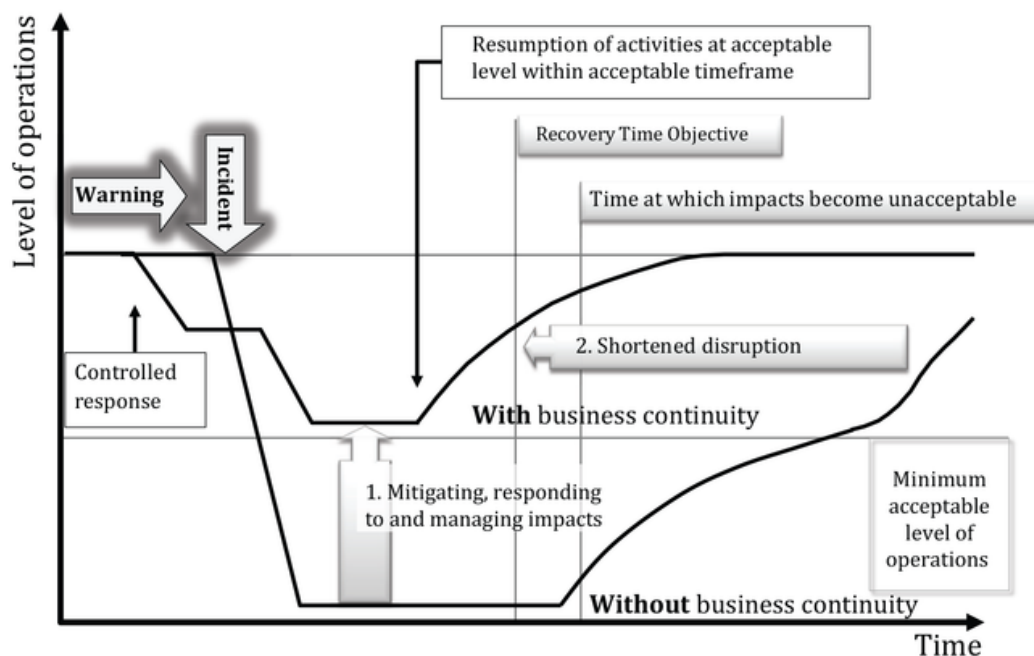 Level of operations
Resumption of activities at acceptable
level within acceptable timeframe
Recovery Time Objective
Warning
Incident
Time at which impacts become unacceptable
2. Shortened disruption
Controlled
response
With business continuity
1. Mitigating, responding
to and managing impacts
Minimum
acceptable
level of
operations
Without business continuity
Time